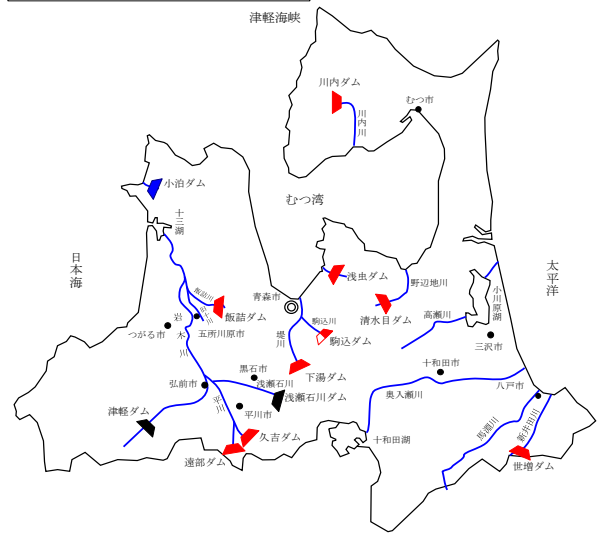 津軽海峡
川内ダム
むつ市
川内川
小泊ダム
むつ湾
十三湖
日本海
太平洋
浅虫ダム
野辺地川
小川原湖
飯詰川
青森市
飯詰ダム
清水目ダム
高瀬川
岩木川
五所川原市
つがる市
駒込川
駒込ダム
堤川
三沢市
黒石市
下湯ダム
十和田市
浅瀬石川
弘前市
八戸市
奥入瀬川
浅瀬石川ダム
津軽ダム
平川
平川市
馬淵川
新井田川
久吉ダム
十和田湖
遠部ダム
世増ダム